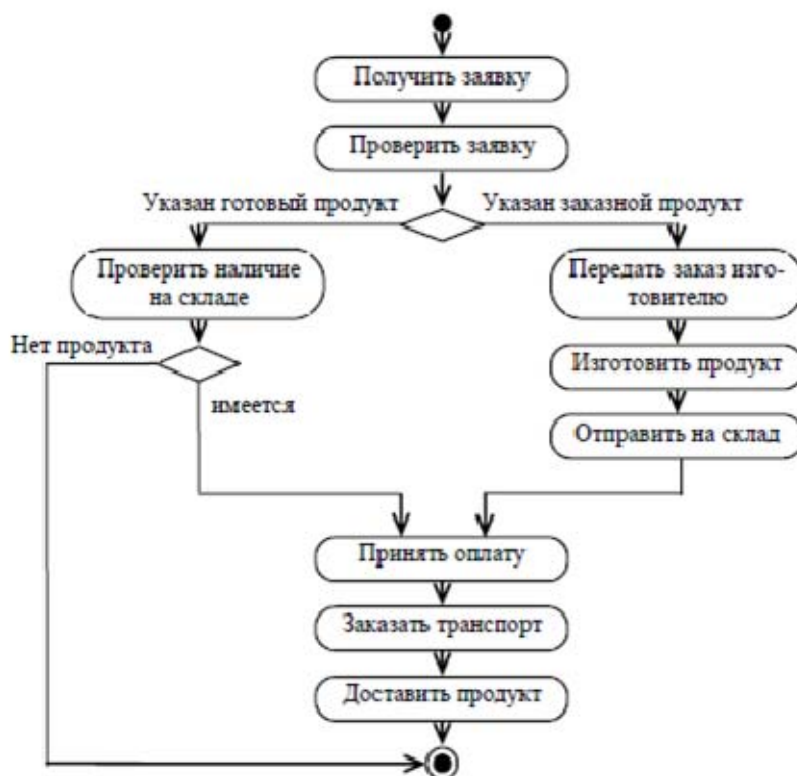 Получить заявку
Проверить заявку
Указан готовый продукт
Указан заказной продукт
Проверить наличие
на складе
Передать заказ изго-
товителю
Нет продукта
Изготовить продукт
имеется
Отправить на склад
Принять оплату
Заказать транспорт
Доставить продукт